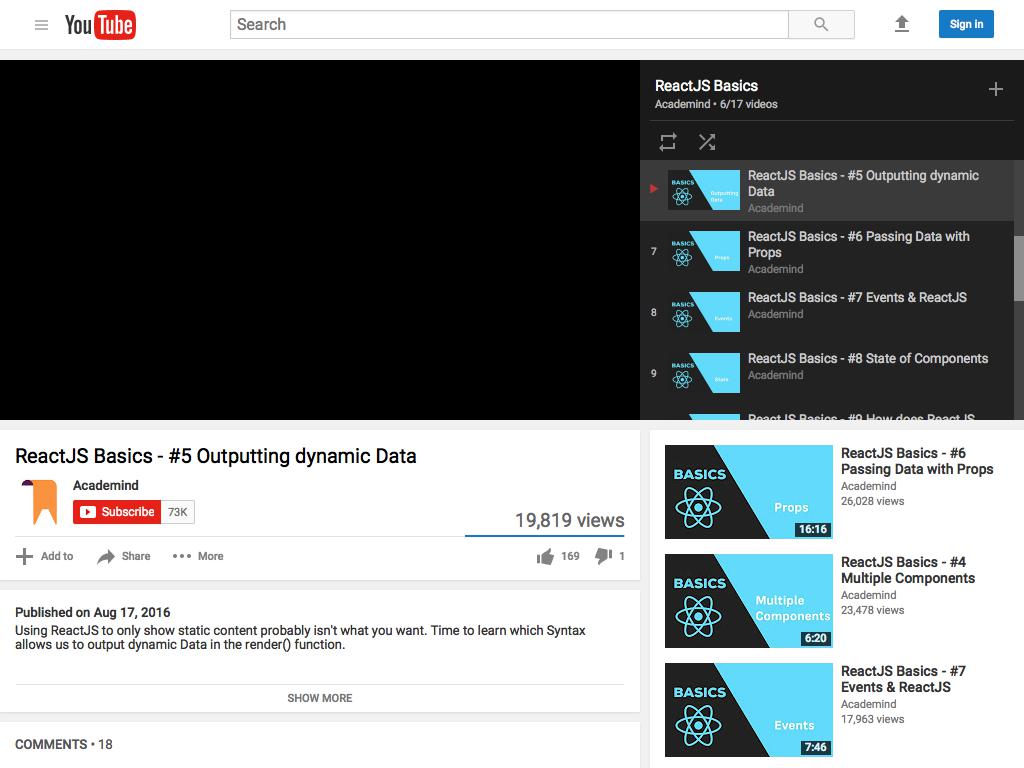 YouTube
Search
Sign in
ReactJS Basics
Academind • 6/17 videos
BASICS
Outputting
Data
ReactJS Basics - #5 Outputting dynamic
Data
Academind
7
BASICS
Props
ReactJS Basics - #6 Passing Data with
Props
Academind
8
BASICS
Events
ReactJS Basics - #7 Events & ReactJS
Academind
9
BASICS
State
ReactJS Basics - #8 State of Components
Academind
ReactJS Basics - #9 How does ReactJS
ReactJS Basics - #5 Outputting dynamic Data
Academind
Subscribe 73K
19,819 views
Add to Share More
169 1
Published on Aug 17, 2016
Using ReactJS to only show static content probably isn't what you want. Time to learn which Syntax
allows us to output dynamic Data in the render() function.
SHOW MORE
COMMENTS • 18
BASICS
Props
16:16
ReactJS Basics - #6
Passing Data with Props
Academind
26,028 views
BASICS
Multiple
Components
6:20
ReactJS Basics - #4
Multiple Components
Academind
23,478 views
BASICS
Events
7:46
ReactJS Basics - #7
Events & ReactJS
Academind
17,963 views